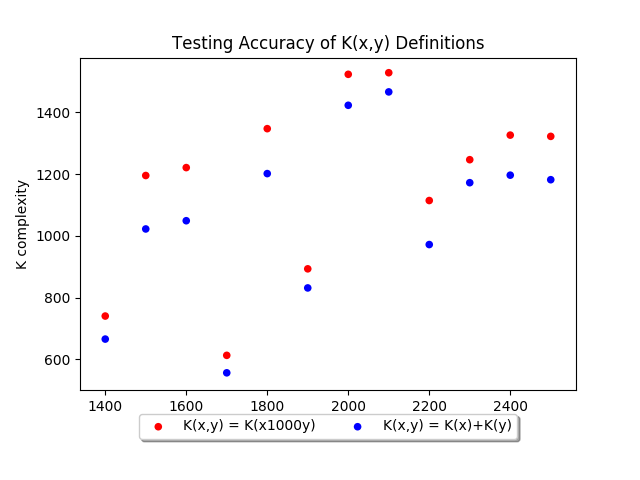 Testing Accuracy of K(x,y) Definitions
K complexity
1400
1200
1000
800
600
1400 1600 1800 2000 2200 2400
K(x,y) = K(x1000y) K(x,y) = K(x)+K(y)